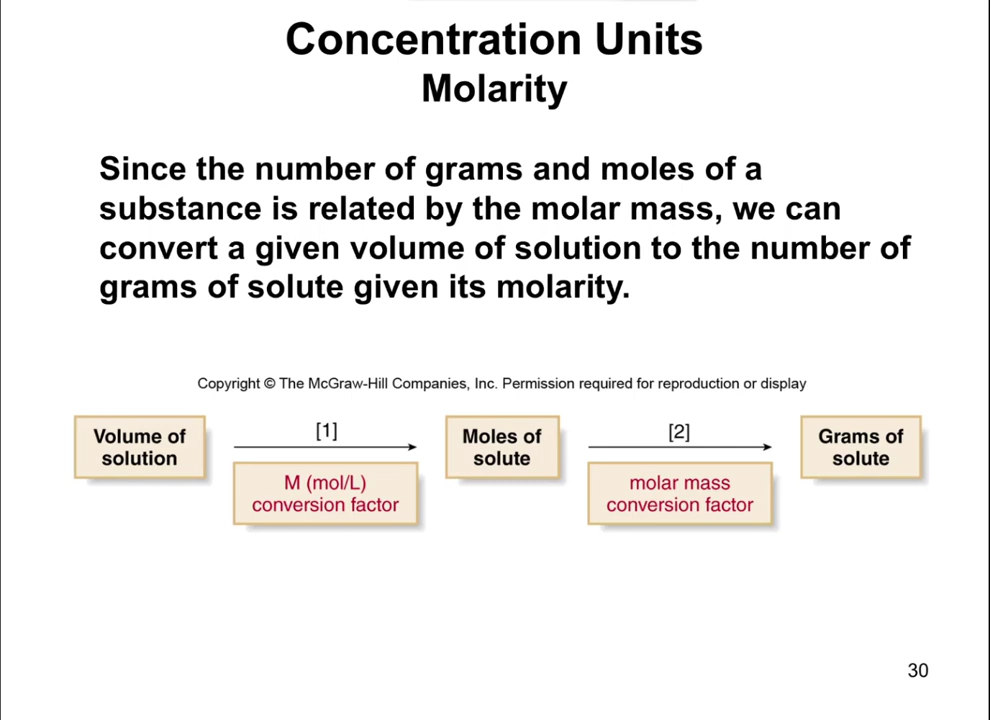 Concentration Units
Molarity
Since the number of grams and moles of a
substance is related by the molar mass, we can
convert a given volume of solution to the number of
grams of solute given its molarity.
Copyright © The McGraw-Hill Companies, Inc. Permission required for reproduction or display
Volume of
solution
[1]
M (mol/L)
conversion factor
Moles of
solute
[2]
molar mass
conversion factor
Grams of
solute
30